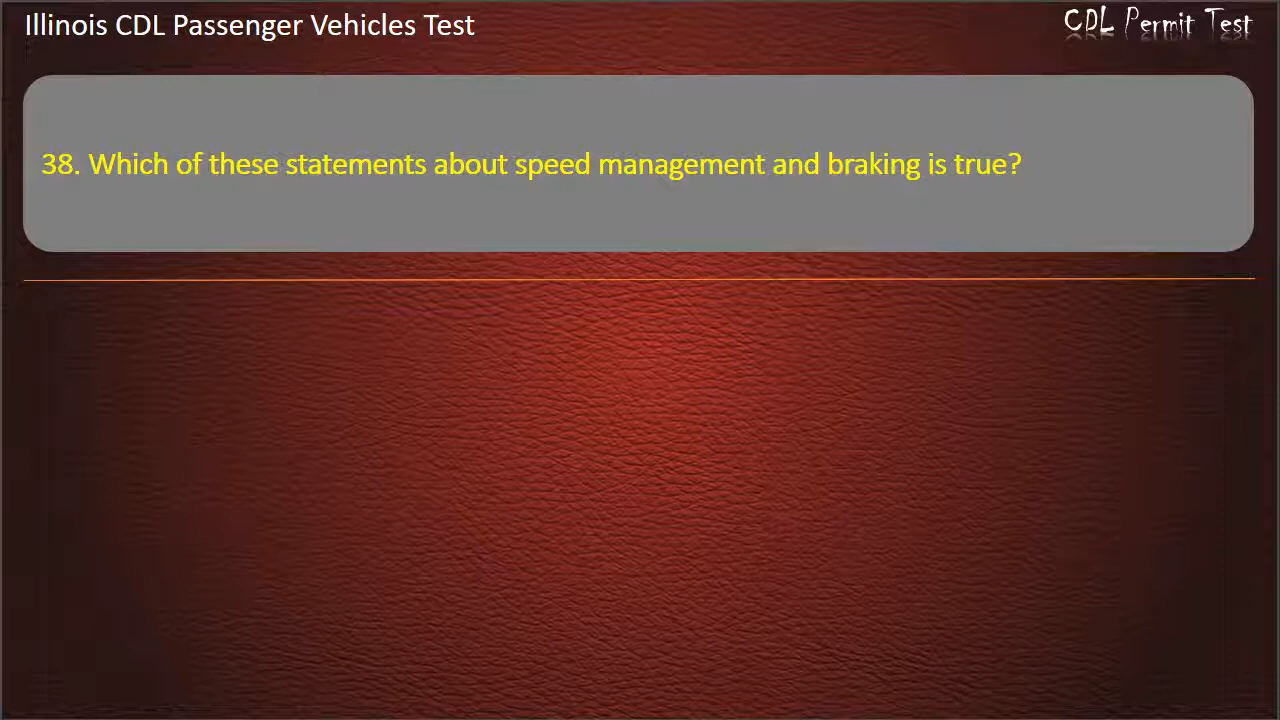 Illinois CDL Passenger Vehicles Test
CDL Permit Test
38. Which of these statements about speed management and braking is true?